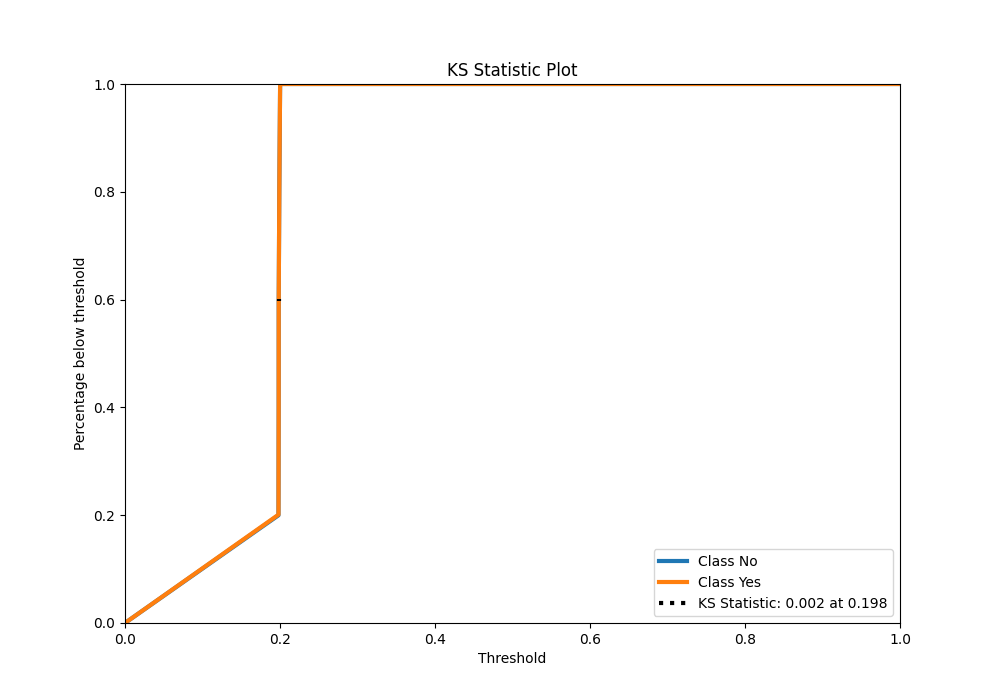 KS Statistic Plot
Percentage below threshold
1.0
0.8
0.6
0.4
0.2
0.0
0.0 0.2 0.4 0.6 0.8 1.0
Threshold
Class No
Class Yes
KS Statistic: 0.002 at 0.198